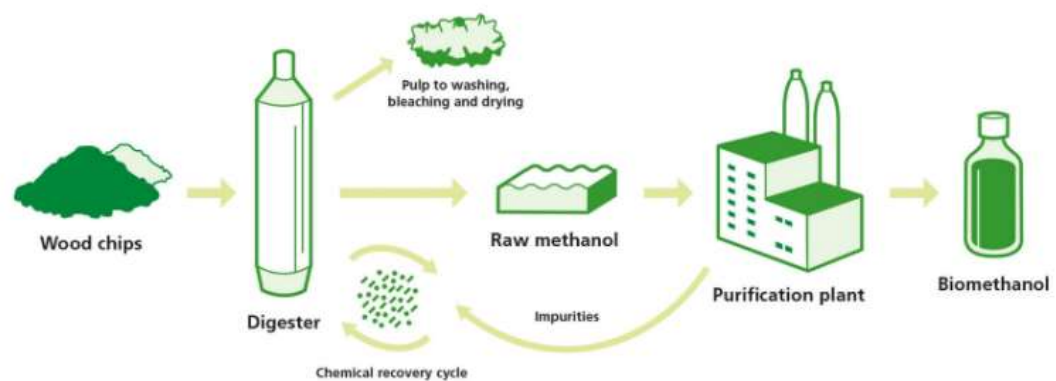 Pulp to washing,
bleaching and drying
Wood chips
Raw methanol
Purification plant
Biomethanol
Digester
Impurities
Chemical recovery cycle